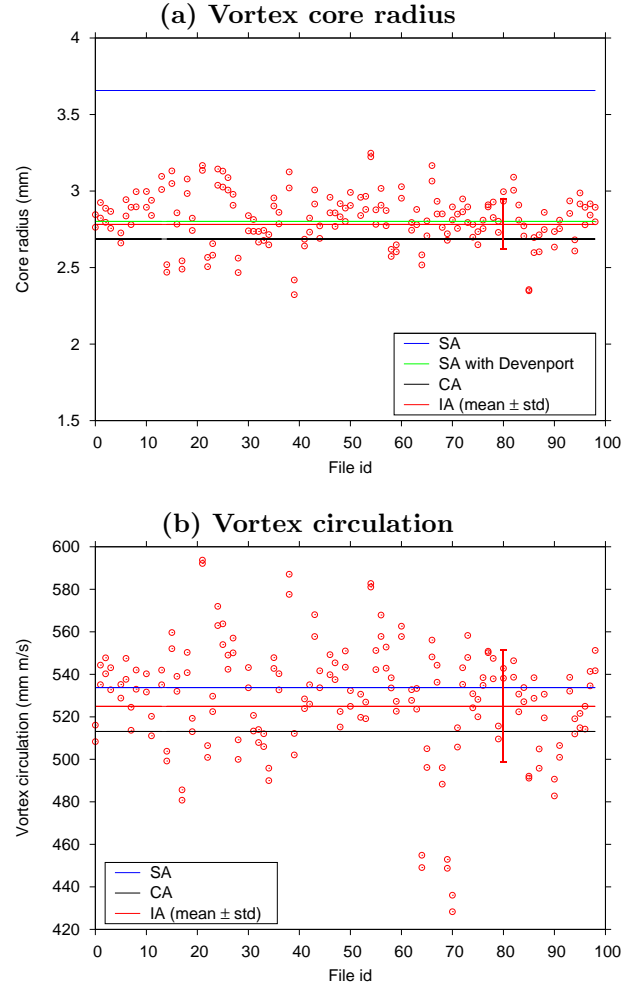 (a) Vortex core radius
4
3.5
3
2.5
2
1.5
Core radius (mm)
SA
SA with Devenport
CA
IA (mean ± std)
0 10 20 30 40 50 60 70 80 90 100
File id
(b) Vortex circulation
600
580
560
540
520
500
480
460
440
420
Vortex circulation (mm m/s)
SA
CA
IA (mean ± std)
0 10 20 30 40 50 60 70 80 90 100
File id